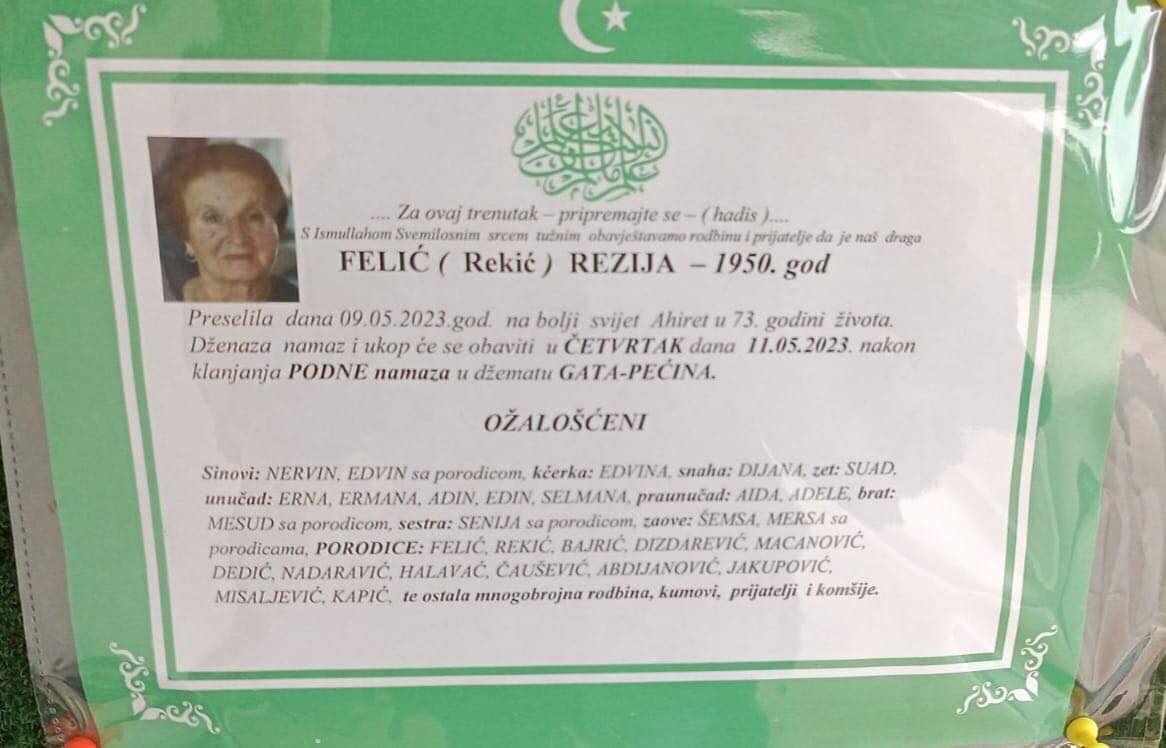 .... Za ovaj trenutak – pripremajte se – ( hadis )....
S Ismullahom Svemilosnim srcem tužnim obavještavamo rodbinu i prijatelje da je naš draga
FELIĆ ( Rekić ) REZIJA – 1950. god
Preselila dana 09.05.2023.god. na bolji svijet Ahiret u 73. godini života.
Dženaza namaz i ukop će se obaviti u ČETVRTAK dana 11.05.2023. nakon
klanjanja PODNE namaza u džematu GATA-PEĆINA.
OŽALOŠĆENI
Sinovi: NERVIN, EDVIN sa porodicom, kćerka: EDVINA, snaha: DIJANA, zet: SUAD,
unučad: ERNA, ERMANA, ADIN, EDIN, SELMANA, praunučad: AIDA, ADELE, brat:
MESUD sa porodicom, sestra: SENIJA sa porodicom, zaove: ŠEMSA, MERSA sa
porodicama, PORODICE: FELIĆ, REKIĆ, BAJRIĆ, DIZDAREVIĆ, MACANOVIĆ,
DEDIĆ, NADARAVIĆ, HALAVAĆ, ČAUŠEVIĆ, ABDIJANOVIĆ, JAKUPOVIĆ,
MISALJEVIĆ, KAPIĆ, te ostala mnogobrojna rodbina, kumovi, prijatelji i komšije.